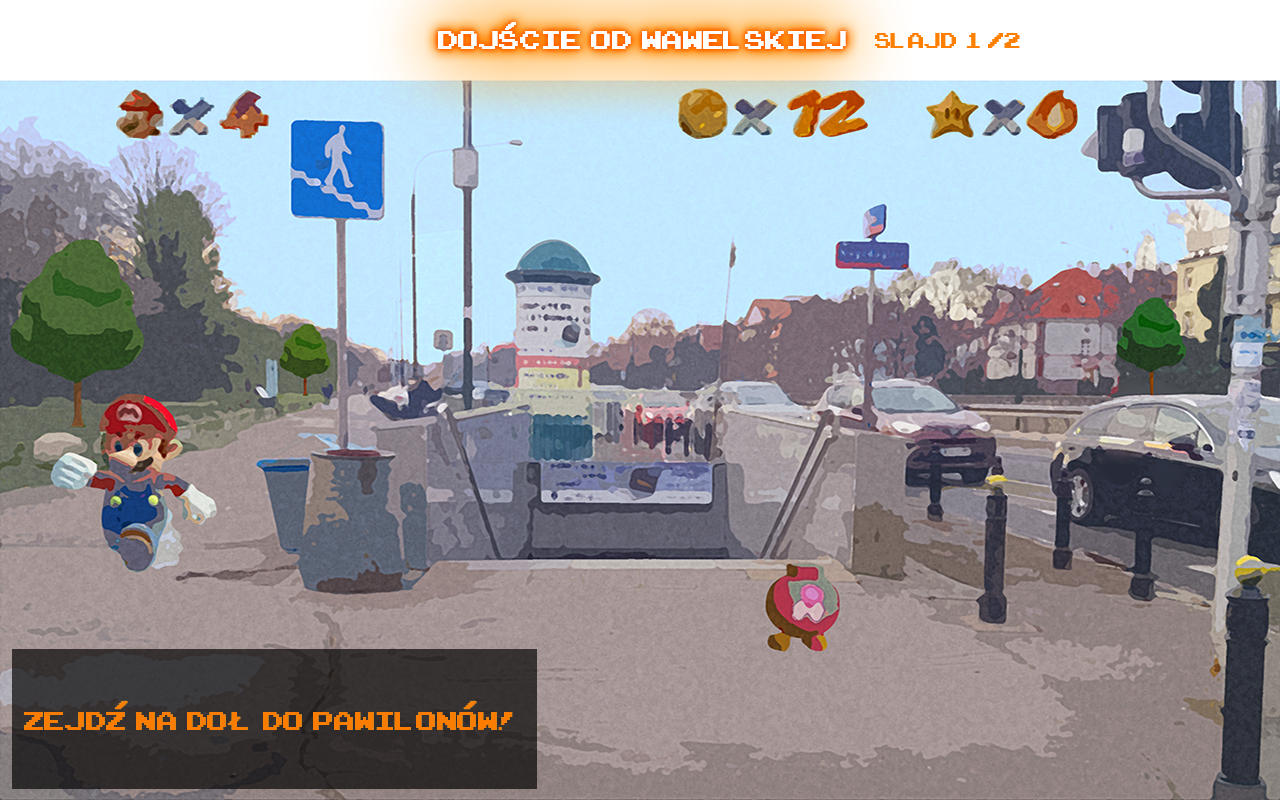 DOJŚCIE OD WAWELSKIEJ SLAJD 1/2
×4 ×12 ×0
ZEJDŹ NA DOŁ DO PAWILONÓW!